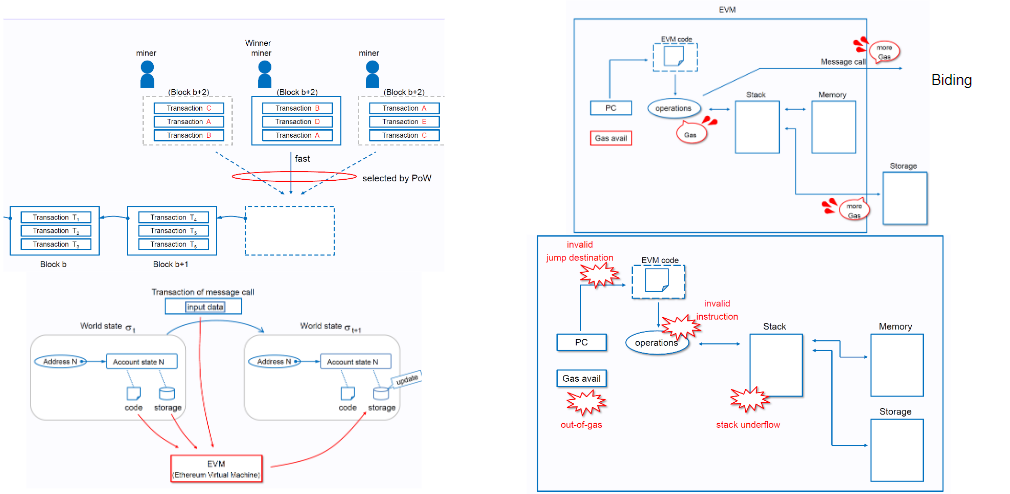 Winner
miner
miner
miner
(Block b+2)
(Block b+2)
(Block b+2)
Transaction C
Transaction A
Transaction B
Transaction B
Transaction D
Transaction A
Transaction A
Transaction E
Transaction C
fast
selected by PoW
Transaction T1
Transaction T2
Transaction T3
Block b
Transaction T4
Transaction T5
Transaction T6
Block b+1
Transaction of message call
input data
World state σt
Address N
Account state N
code
storage
World state σt+1
Address N
Account state N
update
code
storage
EVM
(Ethereum Virtual Machine)
EVM
EVM code
more
Gas
Message call
PC
operations
Stack
Memory
Gas avail
Gas
Storage
more
Gas
Biding
invalid
jump destination
EVM code
invalid
instruction
PC
operations
Stack
Memory
Gas avail
out-of-gas
stack underflow
Storage